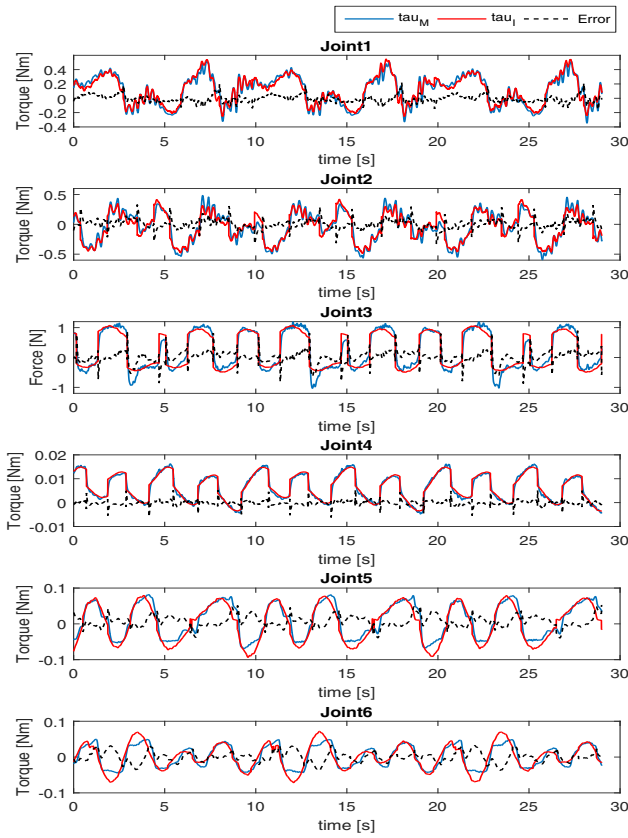 tau_M tau_I Error
Joint1
Torque [Nm]
0.4
0.2
0
-0.2
-0.4
0 5 10 15 20 25 30
time [s]
Joint2
Torque [Nm]
0.5
0
-0.5
0 5 10 15 20 25 30
time [s]
Joint3
Force [N]
1
0
-1
0 5 10 15 20 25 30
time [s]
Joint4
Torque [Nm]
0.02
0.01
0
-0.01
0 5 10 15 20 25 30
time [s]
Joint5
Torque [Nm]
0.1
0
-0.1
0 5 10 15 20 25 30
time [s]
Joint6
Torque [Nm]
0.1
0
-0.1
0 5 10 15 20 25 30
time [s]